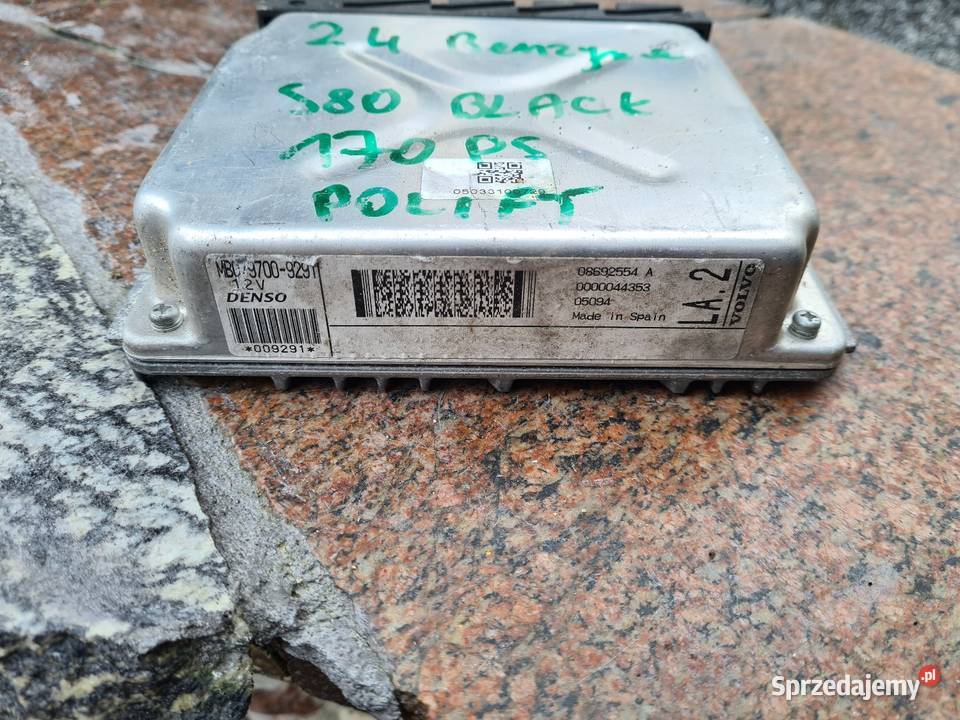 2.4 Benzyna
S80 BLACK
170 PS
POLIFT
MB079700-9291
12V
DENSO
*009291*
08692554 A
0000044353
05094
Made in Spain
LA.2
VOLVO
Sprzedajemy.pl